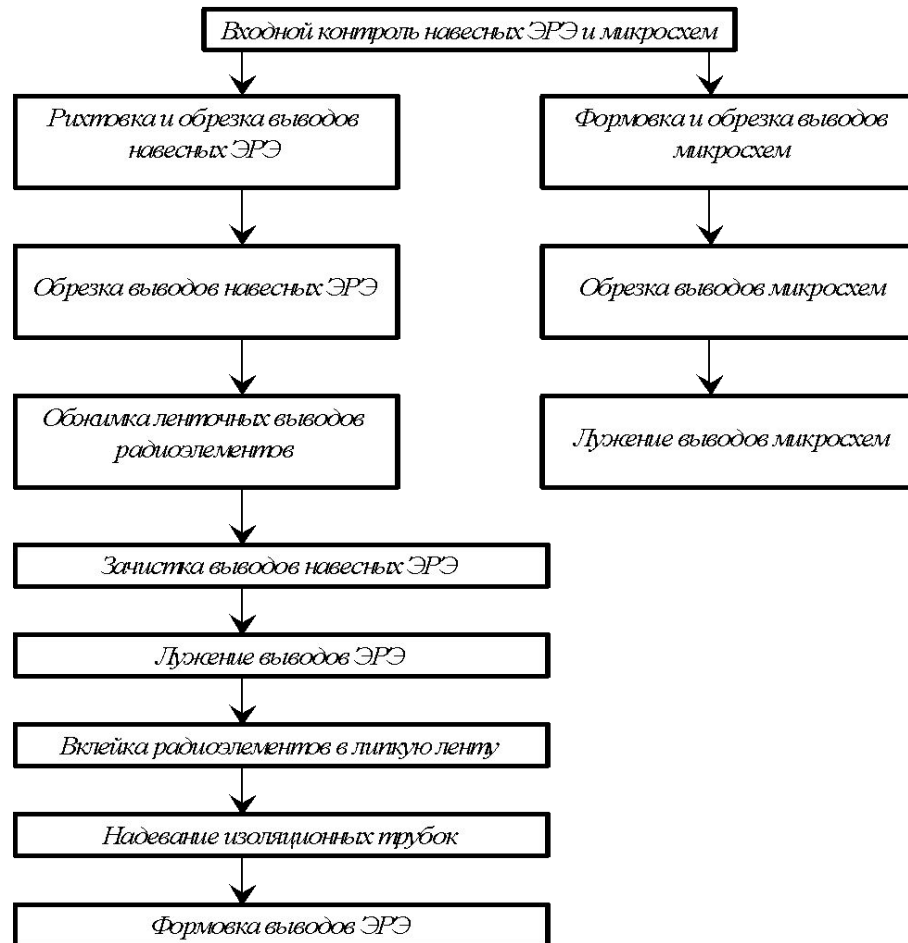 Входной контроль навесных ЭРЭ и микросхем
Рихтовка и обрезка выводов
навесных ЭРЭ
Формовка и обрезка выводов
микросхем
Обрезка выводов навесных ЭРЭ
Обрезка выводов микросхем
Обжимка ленточных выводов
радиоэлементов
Лужение выводов микросхем
Зачистка выводов навесных ЭРЭ
Лужение выводов ЭРЭ
Вклейка радиоэлементов в липкую ленту
Надевание изоляционных трубок
Формовка выводов ЭРЭ